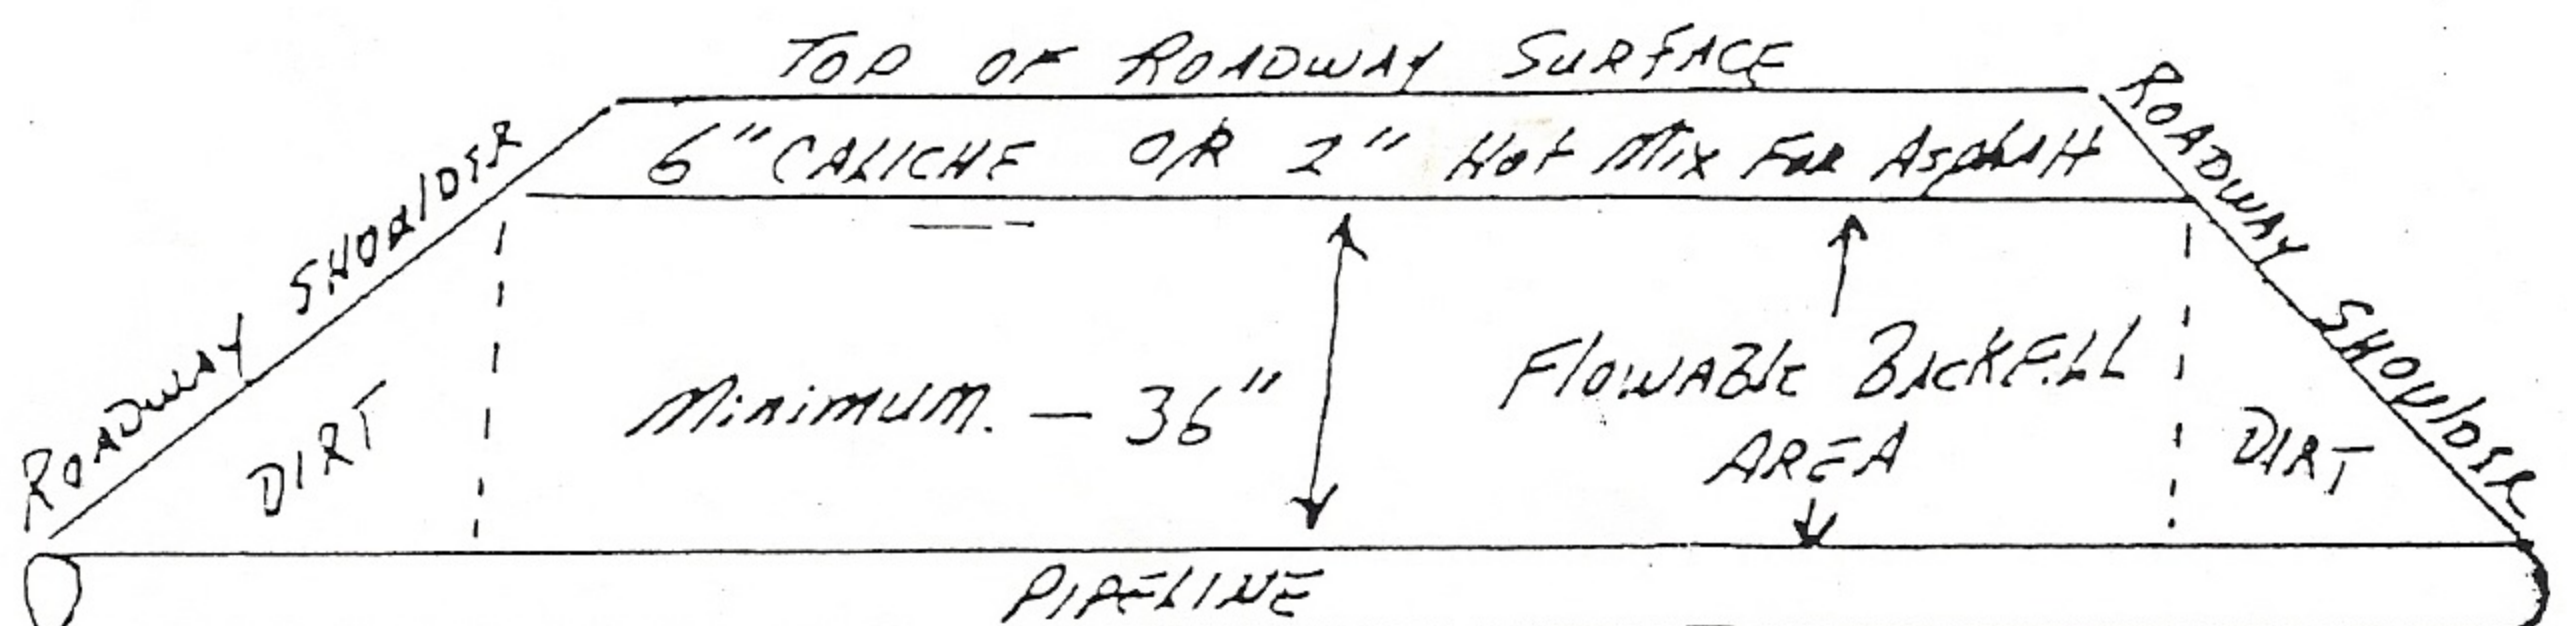 TOP OF ROADWAY SURFACE
6" CALICHE OR 2" Hot Mix For Asphalt
ROADWAY SHOULDER
ROADWAY SHOULDER
DIRT
Minimum. — 36"
Flowable BackFill
AREA
DIRT
PIPELINE